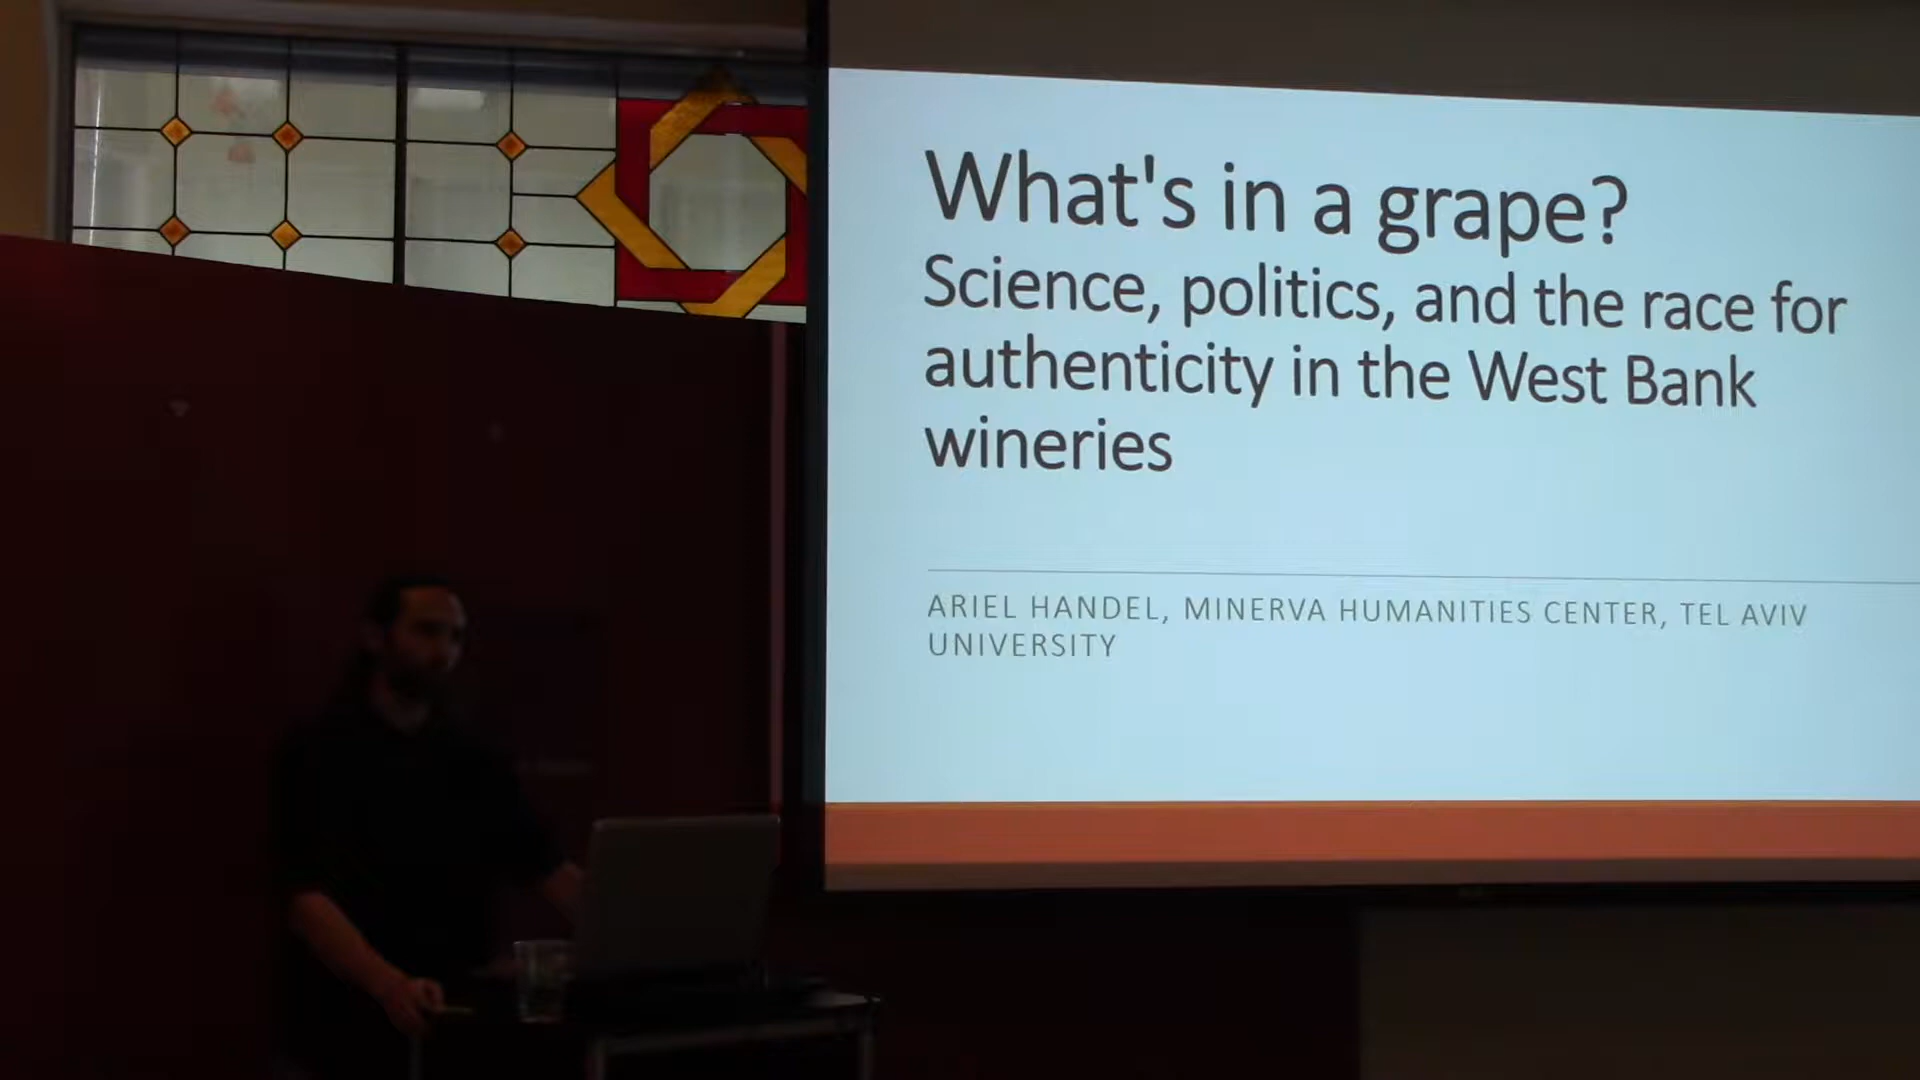 What's in a grape?
Science, politics, and the race for
authenticity in the West Bank
wineries
ARIEL HANDEL, MINERVA HUMANITIES CENTER, TEL AVIV
UNIVERSITY